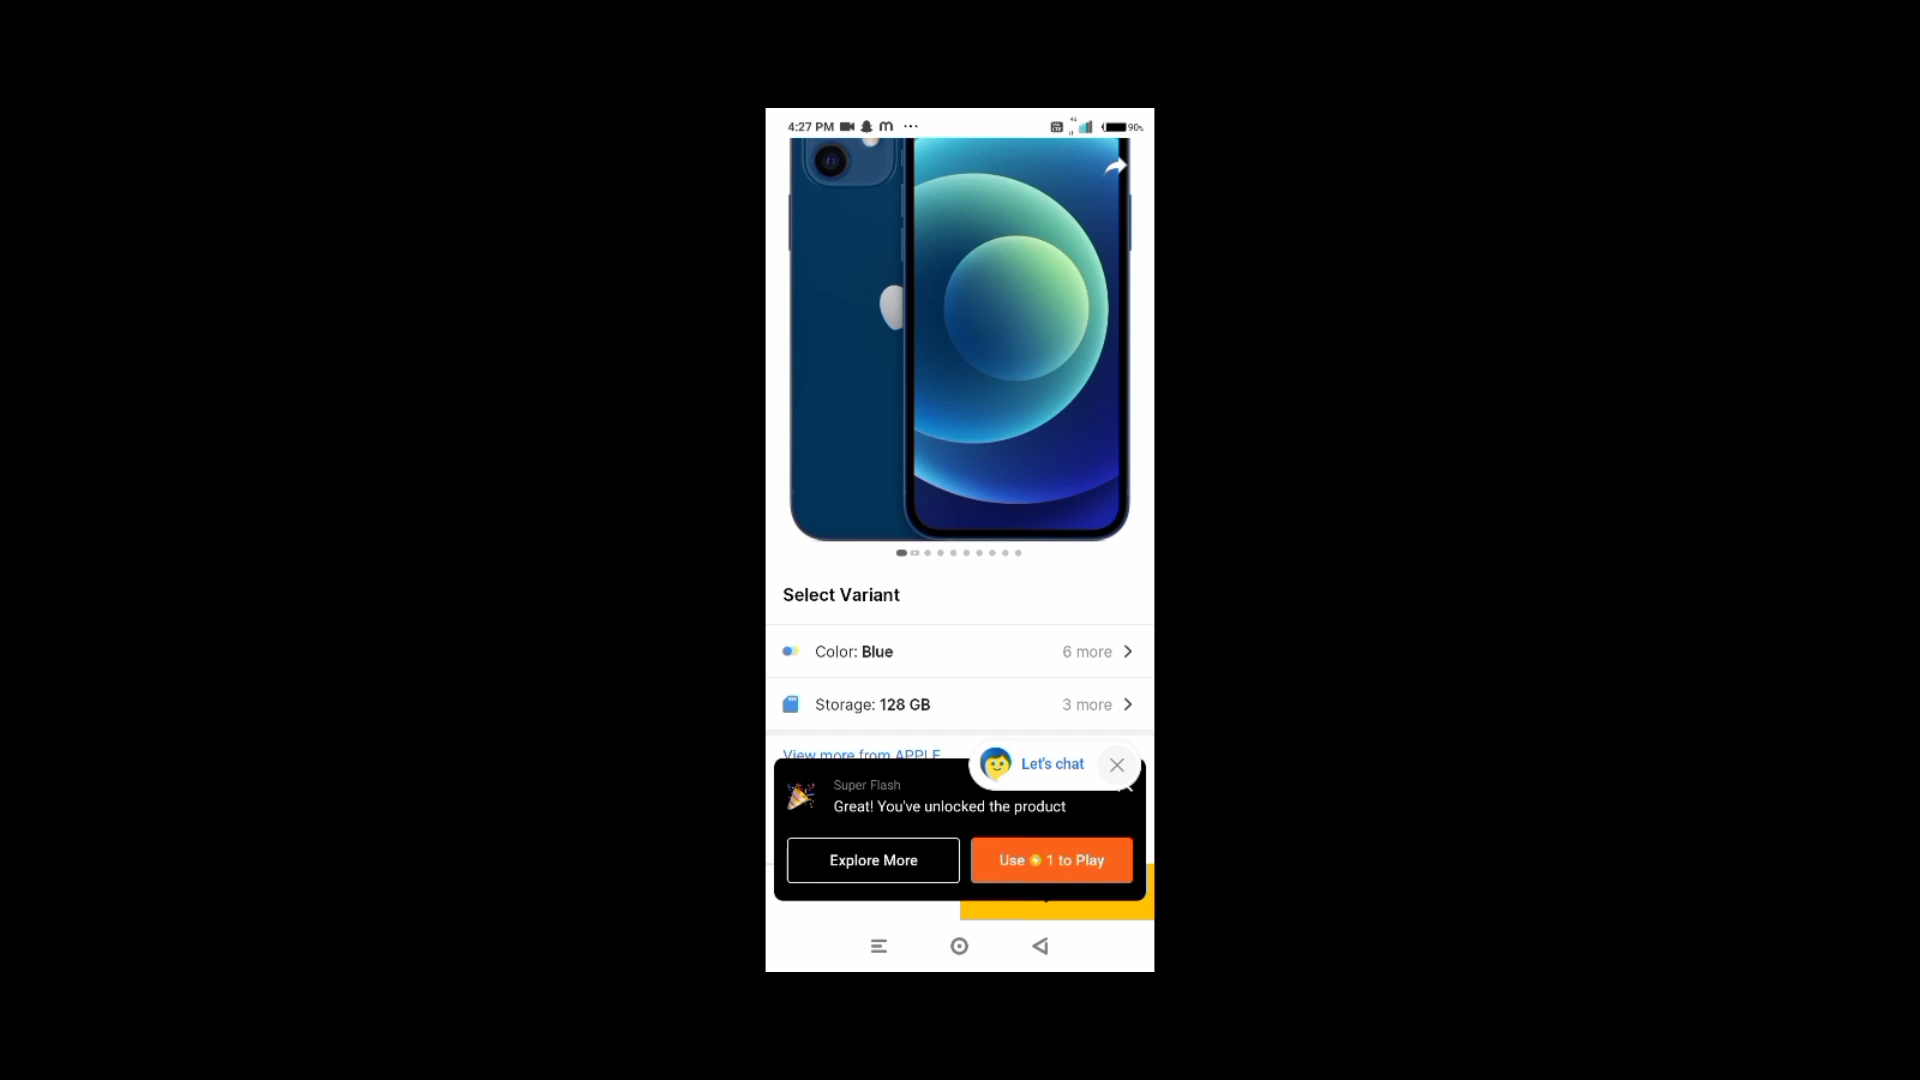 4:27 PM
90%
Select Variant
Color: Blue
6 more
Storage: 128 GB
3 more
View more from APPLE
Let's chat
Super Flash
Great! You've unlocked the product
Explore More
Use 1 to Play